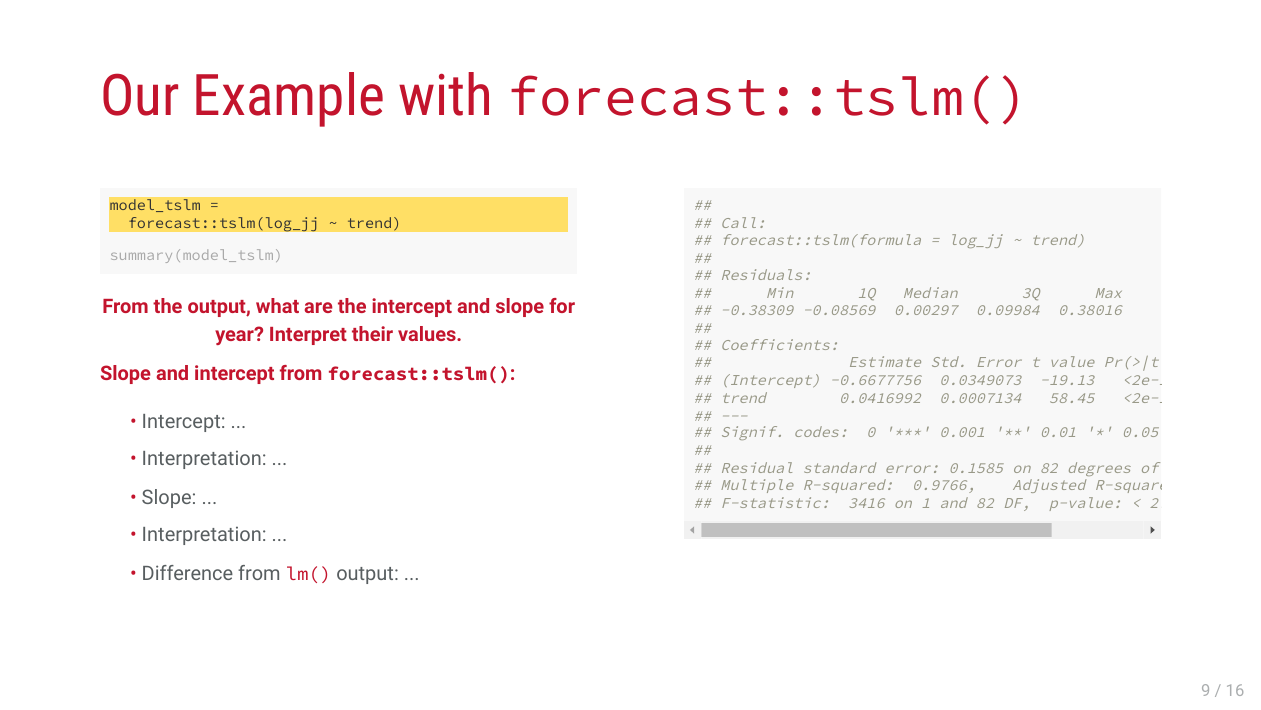 Our Example with forecast::tslm()
model_tslm =
  forecast::tslm(log_jj ~ trend)
summary(model_tslm)
From the output, what are the intercept and slope for
year? Interpret their values.
Slope and intercept from forecast::tslm():
• Intercept: ...
• Interpretation: ...
• Slope: ...
• Interpretation: ...
• Difference from lm() output: ...
##
## Call:
## forecast::tslm(formula = log_jj ~ trend)
##
## Residuals:
##      Min       1Q   Median       3Q      Max
## -0.38309 -0.08569  0.00297  0.09984  0.38016
##
## Coefficients:
##               Estimate Std. Error t value Pr(>|t
## (Intercept) -0.6677756  0.0349073  -19.13   <2e-
## trend        0.0416992  0.0007134   58.45   <2e-
## ---
## Signif. codes:  0 '***' 0.001 '**' 0.01 '*' 0.05
##
## Residual standard error: 0.1585 on 82 degrees of
## Multiple R-squared:  0.9766,    Adjusted R-square
## F-statistic:  3416 on 1 and 82 DF,  p-value: < 2
9 / 16